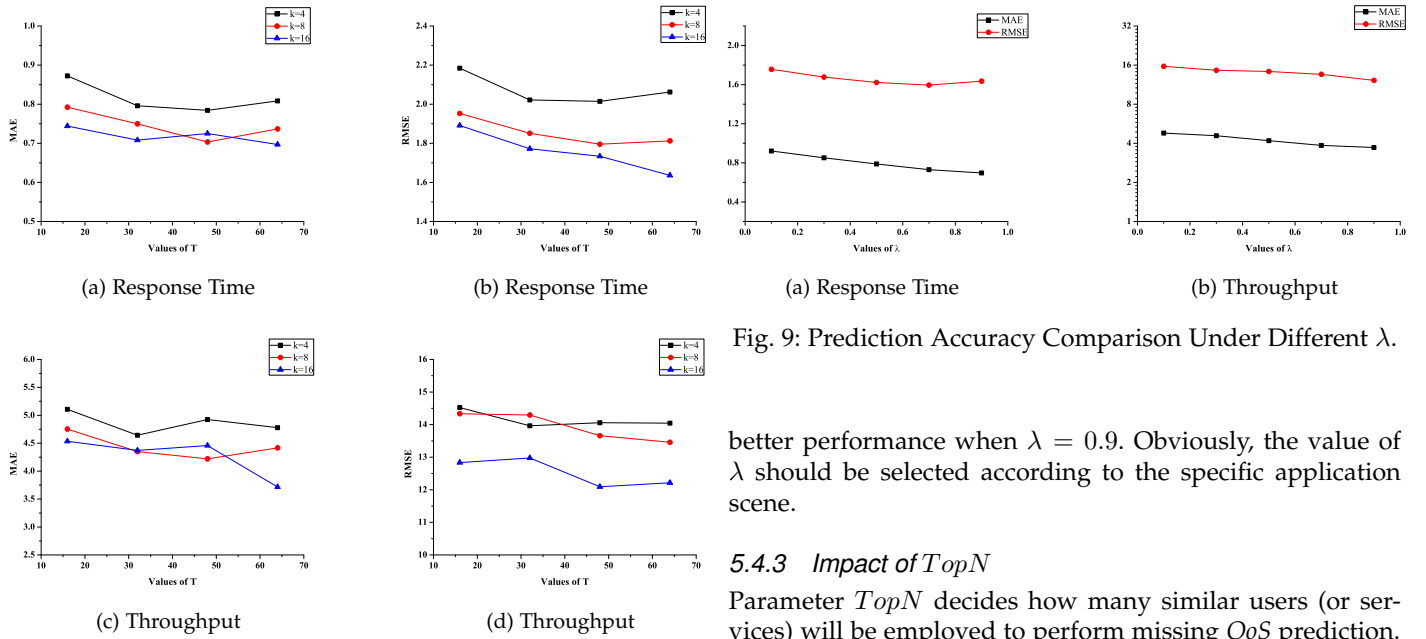 k=4
k=8
k=16
1.0
0.9
0.8
0.7
0.6
0.5
MAE
10 20 30 40 50 60 70
Values of T
(a) Response Time
k=4
k=8
k=16
2.4
2.2
2.0
1.8
1.6
1.4
RMSE
10 20 30 40 50 60 70
Values of T
(b) Response Time
k=4
k=8
k=16
6.0
5.5
5.0
4.5
4.0
3.5
3.0
2.5
MAE
10 20 30 40 50 60 70
Values of T
(c) Throughput
k=4
k=8
k=16
16
15
14
13
12
11
10
RMSE
10 20 30 40 50 60 70
Values of T
(d) Throughput
MAE
RMSE
2.0
1.6
1.2
0.8
0.4
0.0 0.2 0.4 0.6 0.8 1.0
Values of λ
(a) Response Time
MAE
RMSE
32
16
8
4
2
1
0.0 0.2 0.4 0.6 0.8 1.0
Values of λ
(b) Throughput
Fig. 9: Prediction Accuracy Comparison Under Different λ.
better performance when λ = 0.9. Obviously, the value of
λ should be selected according to the specific application
scene.
5.4.3 Impact of TopN
Parameter TopN decides how many similar users (or ser-
vices) will be employed to perform missing QoS prediction.